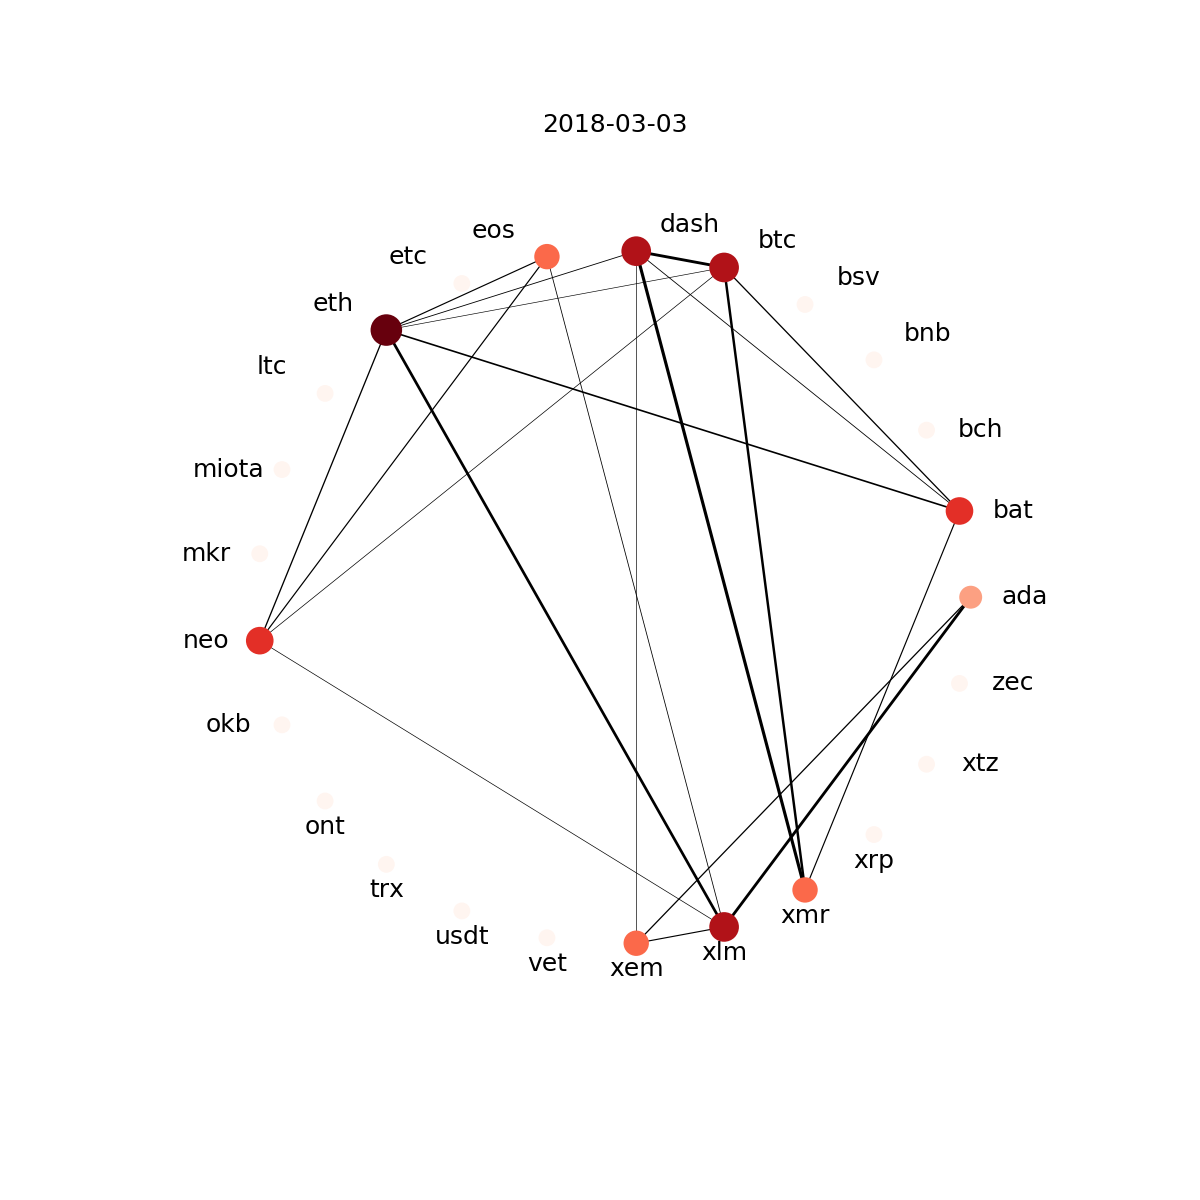 2018-03-03
dash
eos
btc
etc
bsv
eth
bnb
ltc
bch
miota
bat
mkr
ada
neo
zec
okb
xtz
ont
xrp
trx
xmr
usdt
xlm
vet
xem